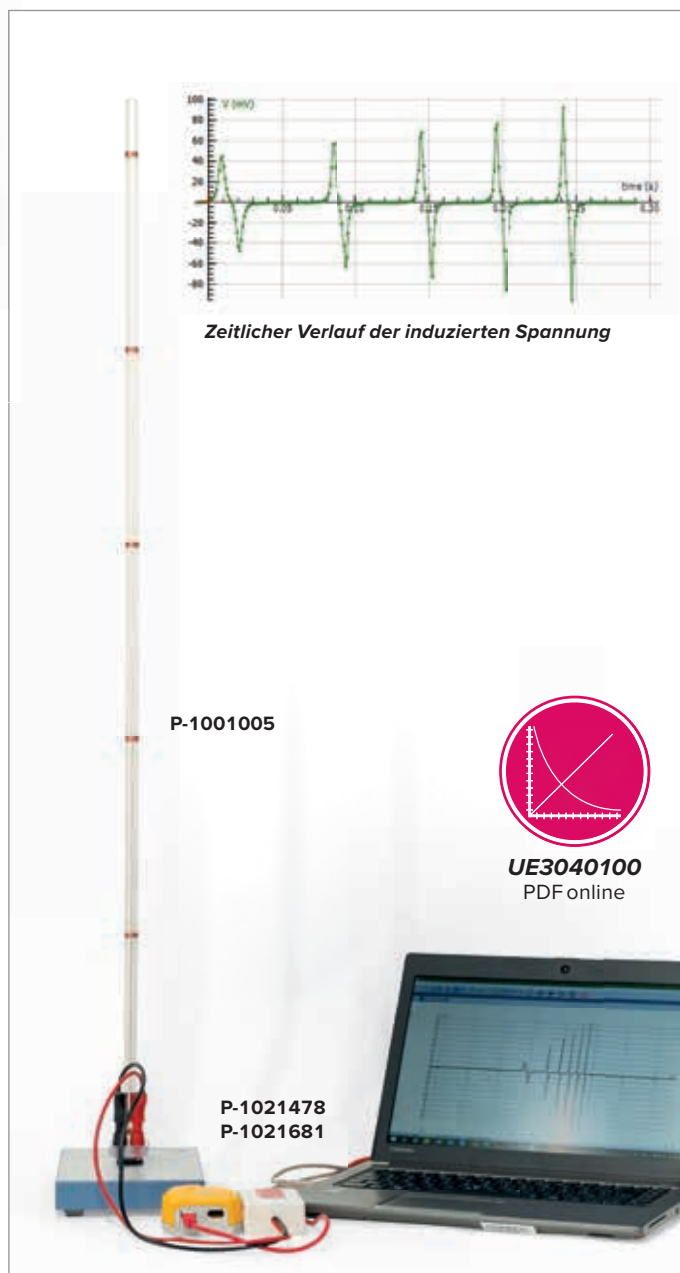 V (mV)
100
80
60
40
20
0
-20
-40
-60
-80
time (s)
Zeitlicher Verlauf der induzierten Spannung
P-1001005
UE3040100
PDF online
P-1021478
P-1021681